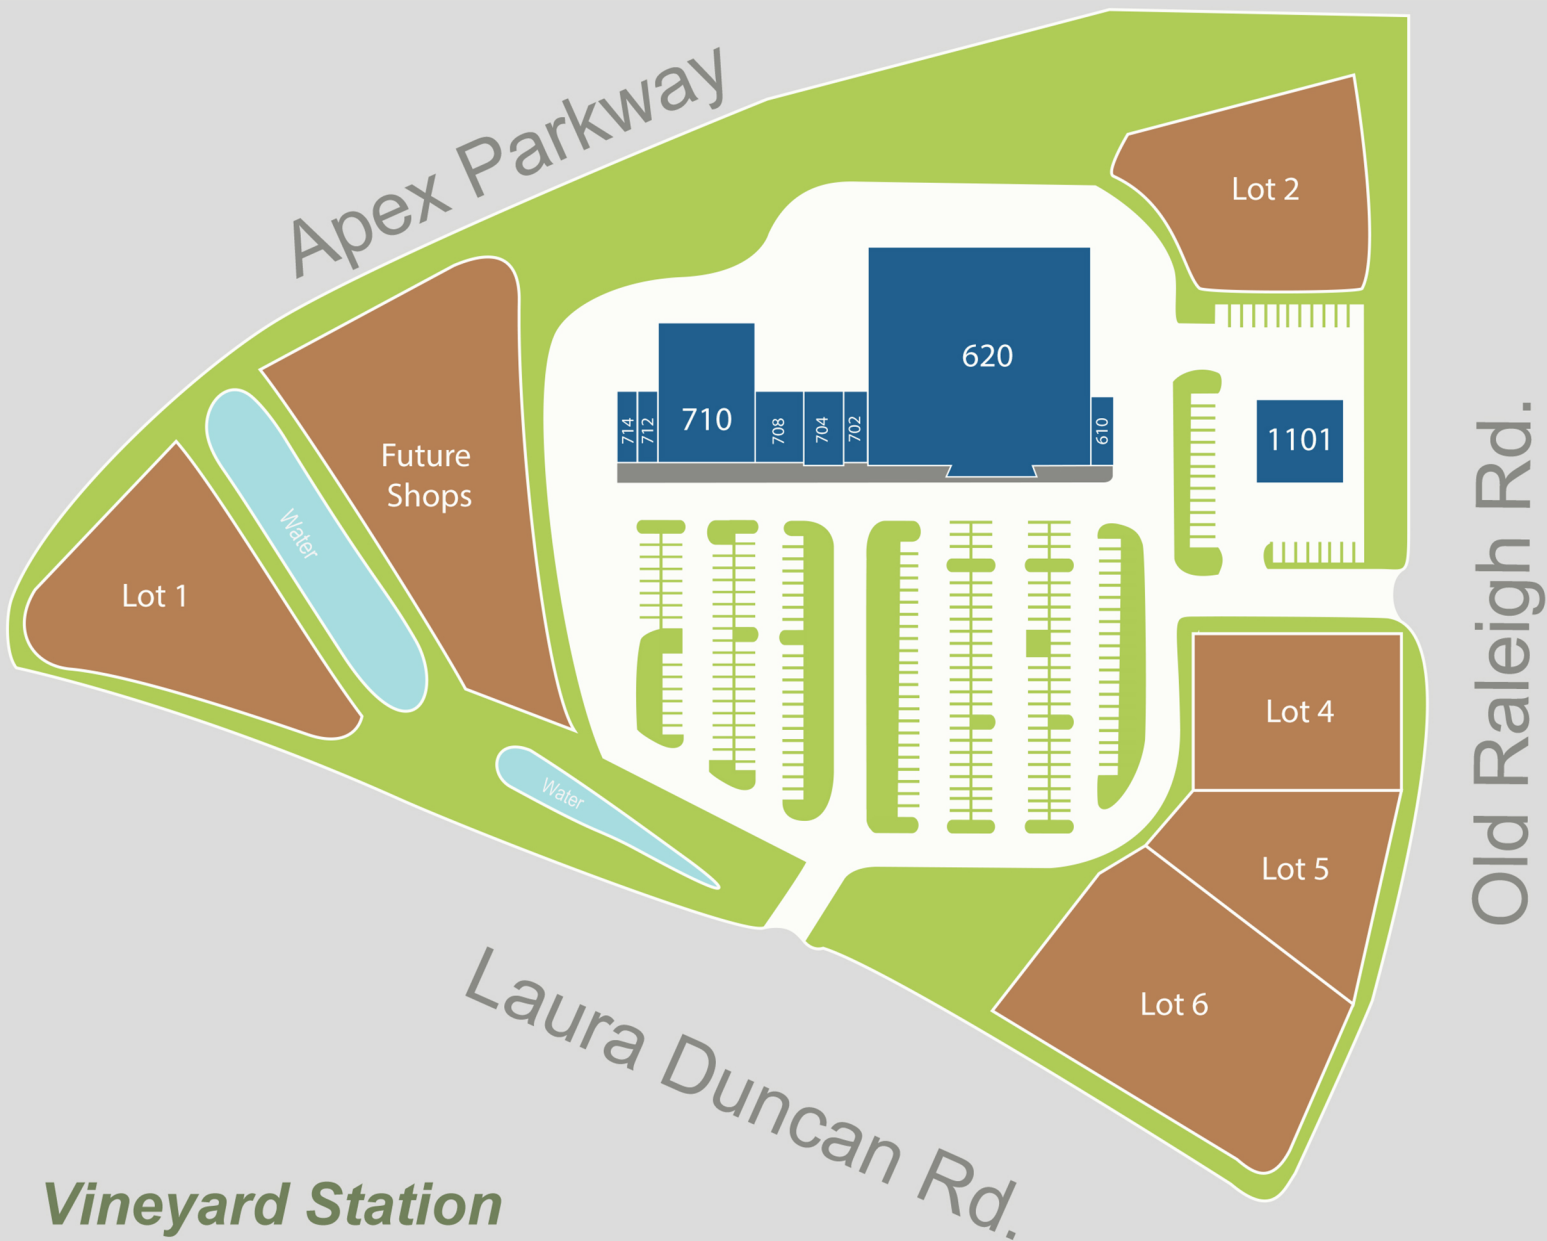 Apex Parkway
Lot 2
620
710
714
712
708
704
702
610
1101
Future
Shops
Water
Lot 1
Lot 4
Water
Lot 5
Lot 6
Old Raleigh Rd.
Laura Duncan Rd.
Vineyard Station